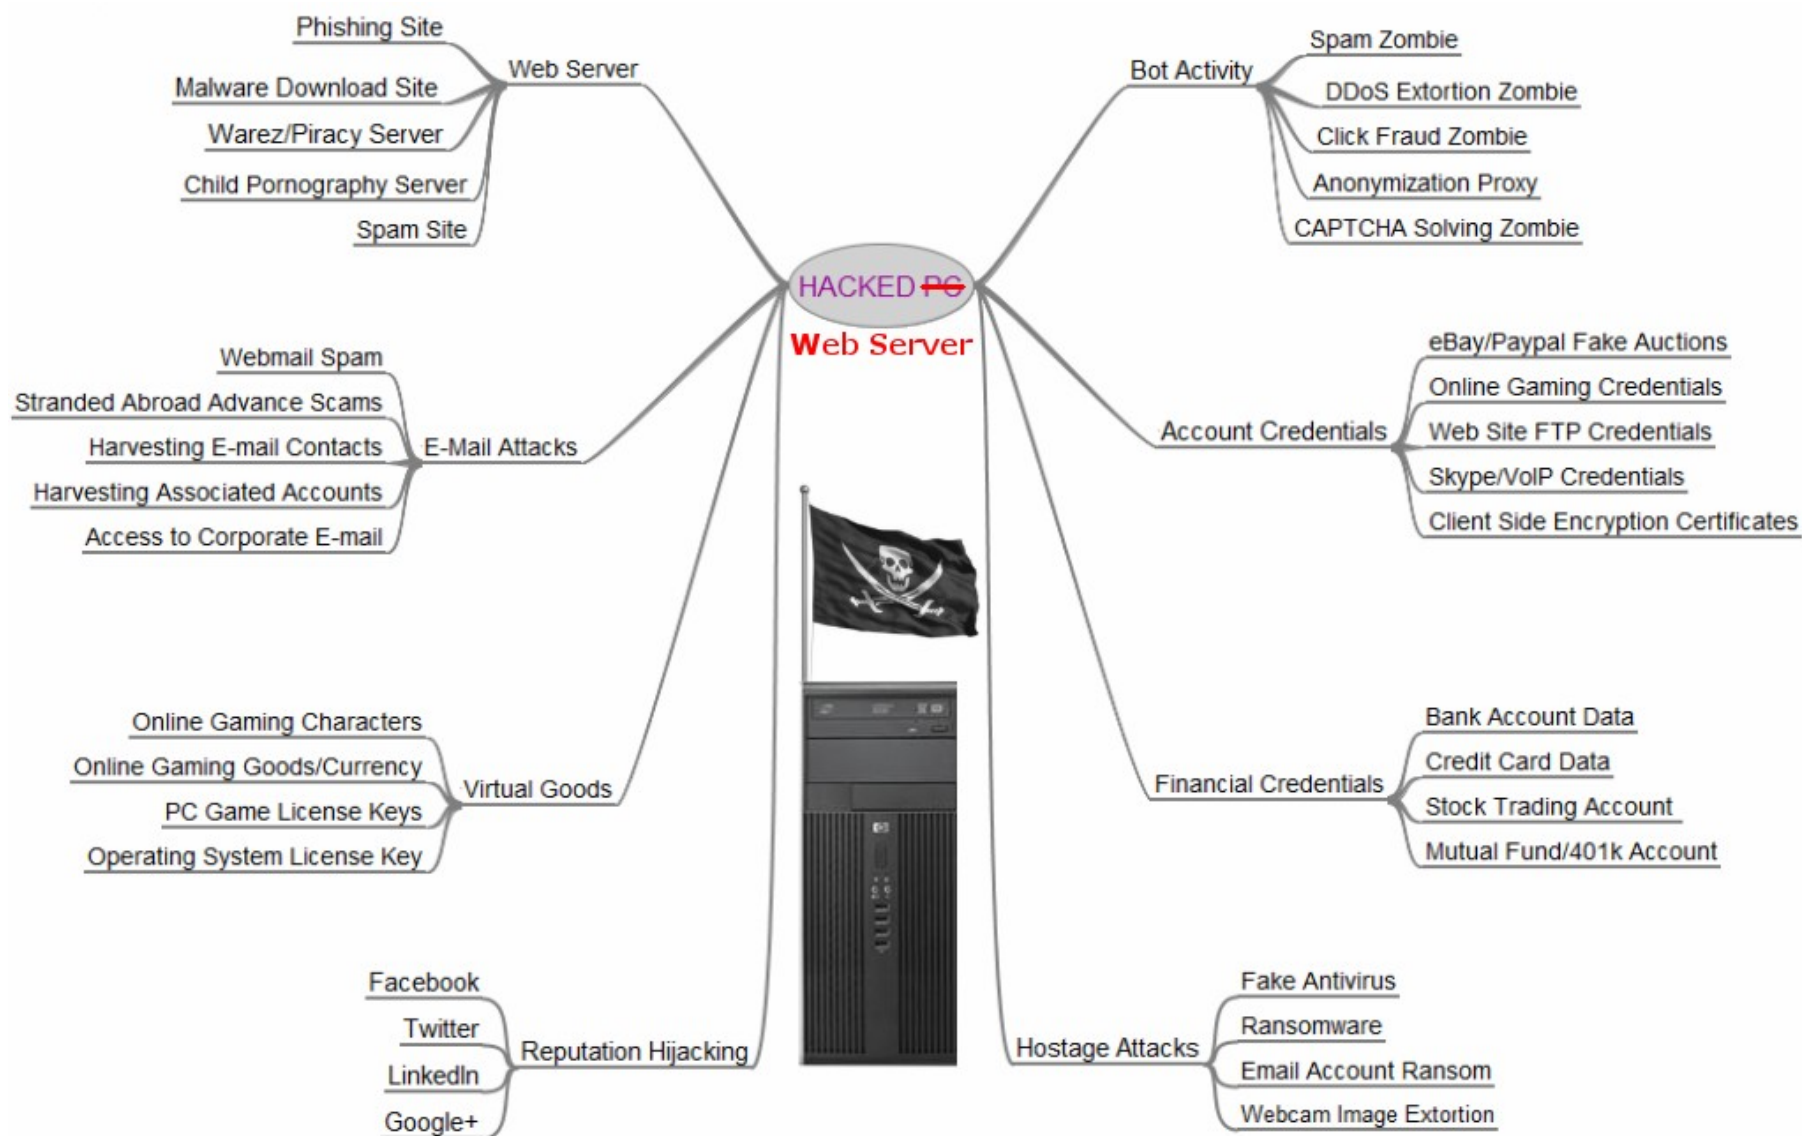 HACKED PC
Web Server
Web Server
Phishing Site
Malware Download Site
Warez/Piracy Server
Child Pornography Server
Spam Site
E-Mail Attacks
Webmail Spam
Stranded Abroad Advance Scams
Harvesting E-mail Contacts
Harvesting Associated Accounts
Access to Corporate E-mail
Virtual Goods
Online Gaming Characters
Online Gaming Goods/Currency
PC Game License Keys
Operating System License Key
Reputation Hijacking
Facebook
Twitter
LinkedIn
Google+
Bot Activity
Spam Zombie
DDoS Extortion Zombie
Click Fraud Zombie
Anonymization Proxy
CAPTCHA Solving Zombie
Account Credentials
eBay/Paypal Fake Auctions
Online Gaming Credentials
Web Site FTP Credentials
Skype/VoIP Credentials
Client Side Encryption Certificates
Financial Credentials
Bank Account Data
Credit Card Data
Stock Trading Account
Mutual Fund/401k Account
Hostage Attacks
Fake Antivirus
Ransomware
Email Account Ransom
Webcam Image Extortion